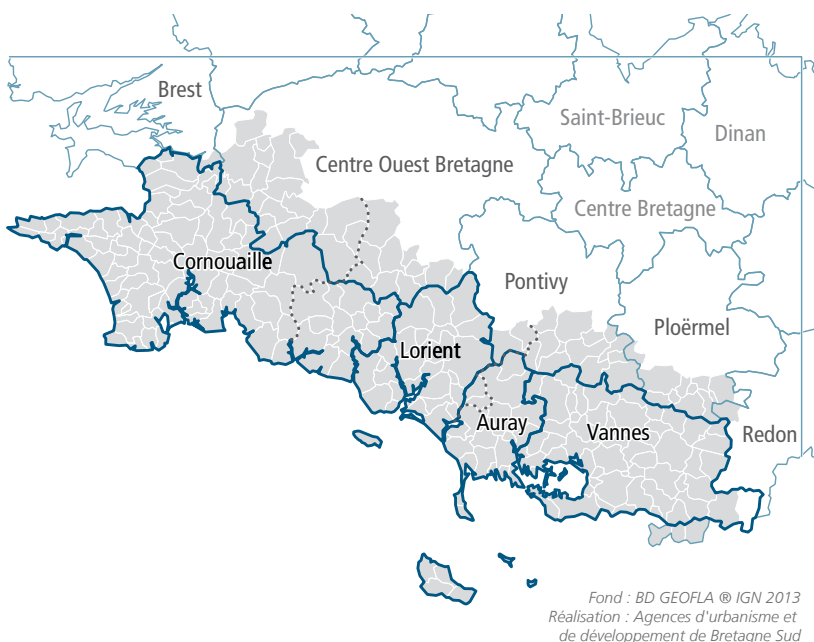 Brest
Saint-Brieuc
Dinan
Centre Ouest Bretagne
Centre Bretagne
Cornouaille
Pontivy
Ploërmel
Lorient
Auray
Vannes
Redon
Fond : BD GEOFLA ® IGN 2013
Réalisation : Agences d'urbanisme et
de développement de Bretagne Sud